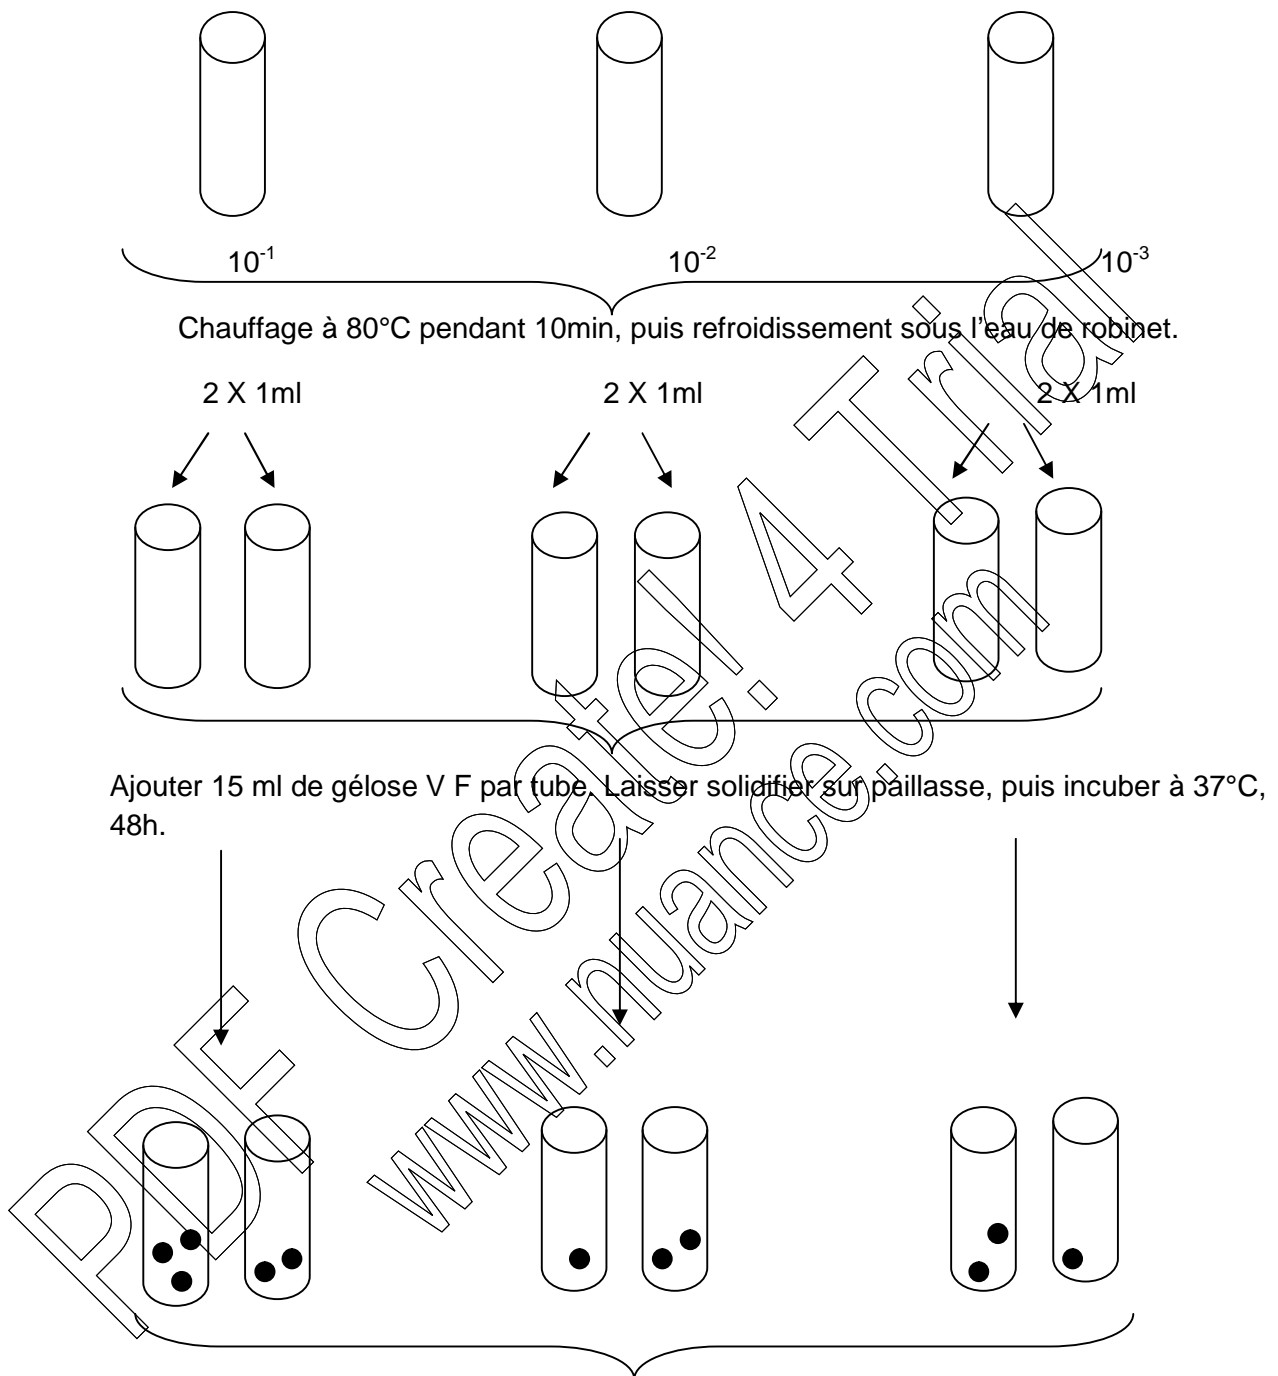 10-1 10-2 10-3
Chauffage à 80°C pendant 10min, puis refroidissement sous l'eau de robinet.
2 X 1ml 2 X 1ml 2 X 1ml
Ajouter 15 ml de gélose V F par tube. Laisser solidifier sur paillasse, puis incuber à 37°C,
48h.
PDF Create! 4 Trial
www.nuance.com